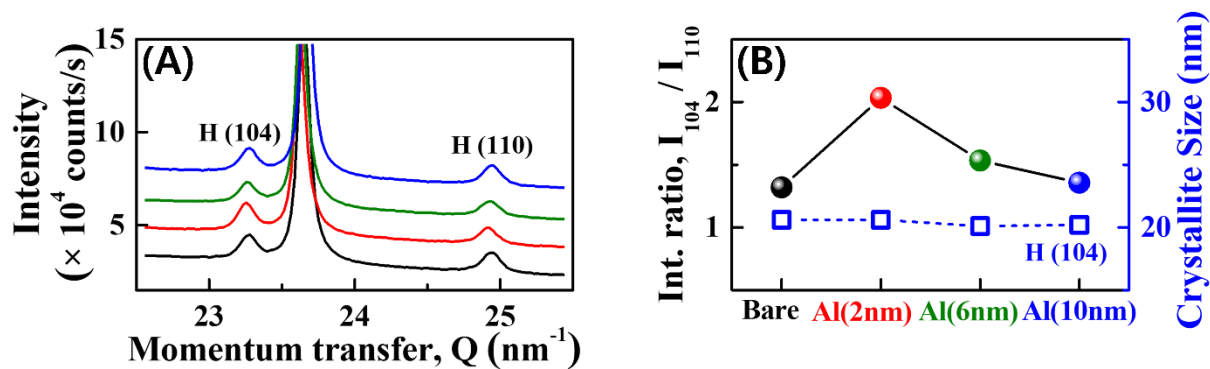 (A)
Intensity
(× 10⁴ counts/s)
15
10
5
H (104)
H (110)
23
24
25
Momentum transfer, Q (nm⁻¹)
(B)
Int. ratio, I₁₀₄ / I₁₁₀
2
1
30
20
10
Crystallite Size (nm)
H (104)
Bare
Al(2nm)
Al(6nm)
Al(10nm)